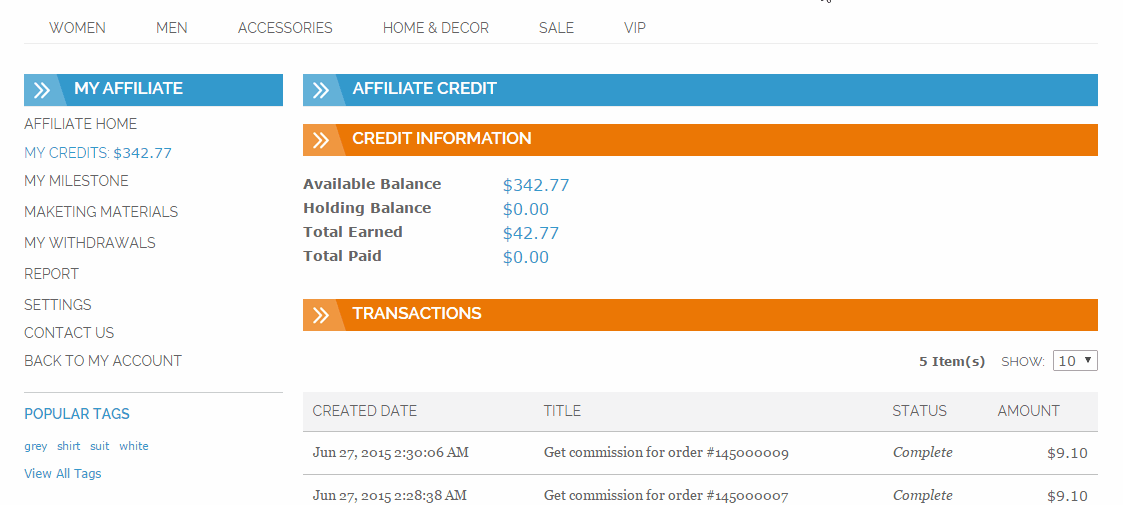 WOMEN MEN ACCESSORIES HOME & DECOR SALE VIP
MY AFFILIATE
AFFILIATE HOME
MY CREDITS: $342.77
MY MILESTONE
MAKETING MATERIALS
MY WITHDRAWALS
REPORT
SETTINGS
CONTACT US
BACK TO MY ACCOUNT
POPULAR TAGS
grey shirt suit white
View All Tags
AFFILIATE CREDIT
CREDIT INFORMATION
Available Balance $342.77
Holding Balance $0.00
Total Earned $42.77
Total Paid $0.00
TRANSACTIONS
5 Item(s) SHOW: 10
CREATED DATE TITLE STATUS AMOUNT
Jun 27, 2015 2:30:06 AM Get commission for order #145000009 Complete $9.10
Jun 27, 2015 2:28:38 AM Get commission for order #145000007 Complete $9.10